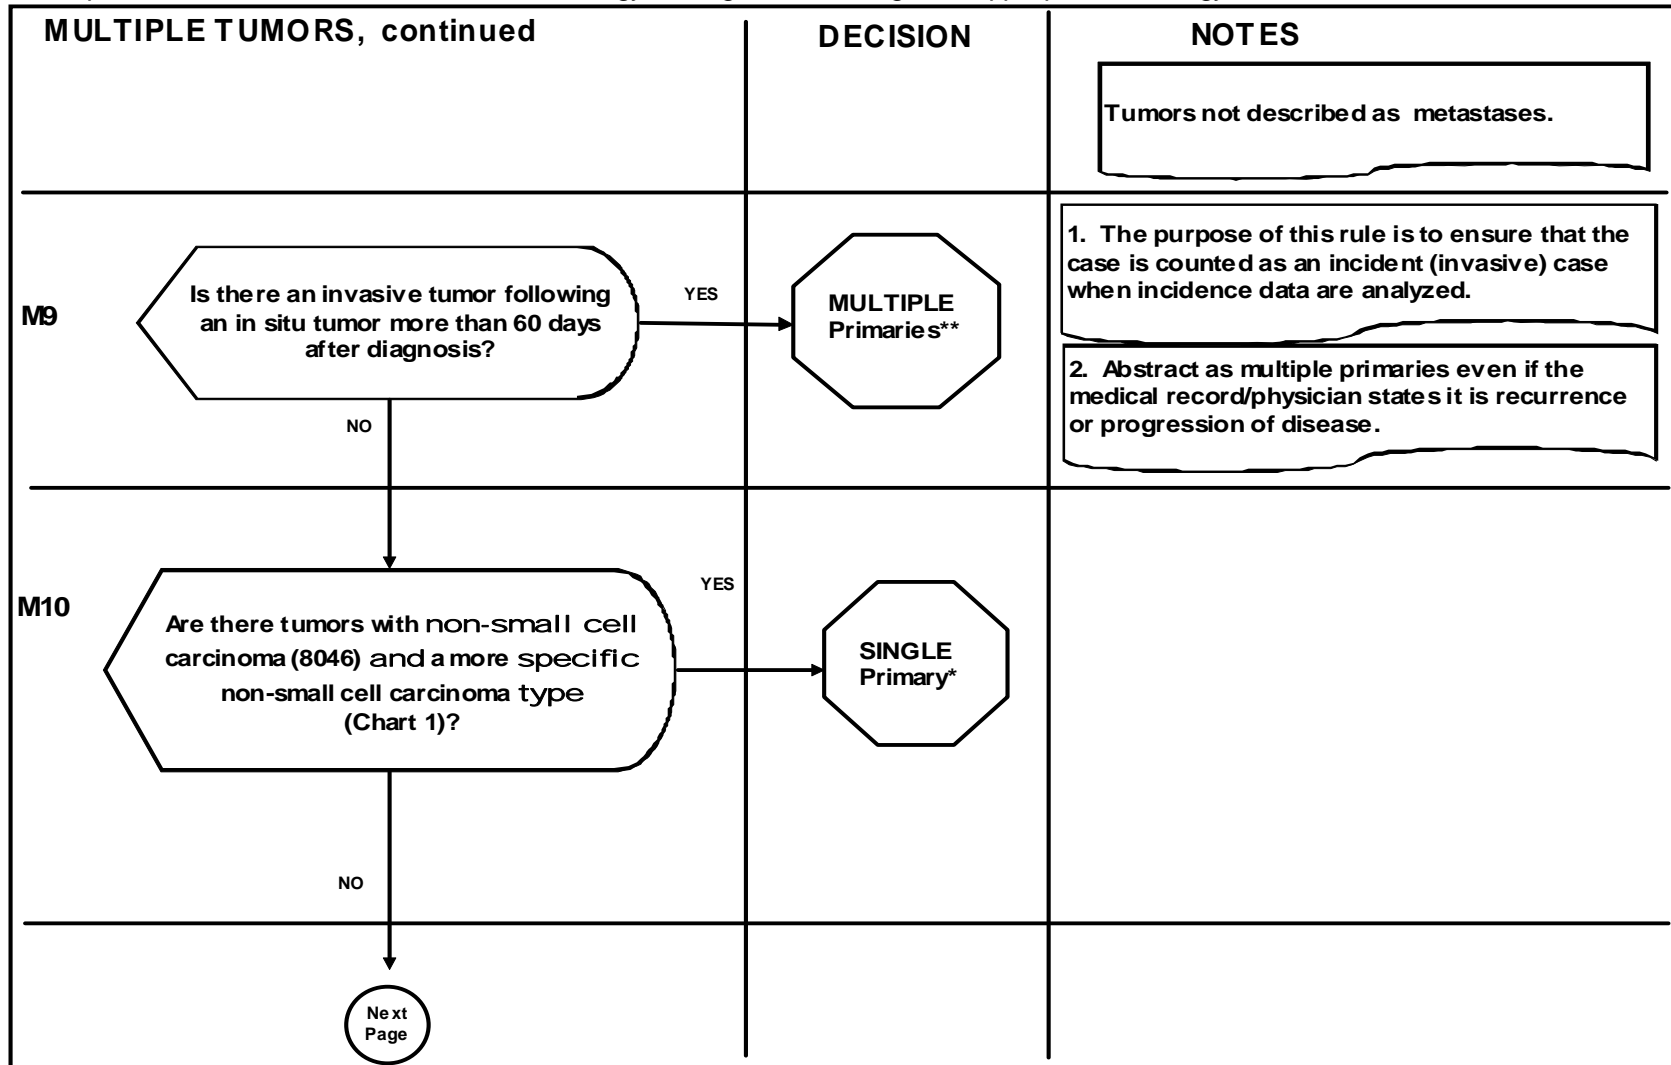 MULTIPLE TUMORS, continued
DECISION
NOTES
Tumors not described as metastases.
M9
Is there an invasive tumor following
an in situ tumor more than 60 days
after diagnosis?
YES
MULTIPLE
Primaries**
1. The purpose of this rule is to ensure that the
case is counted as an incident (invasive) case
when incidence data are analyzed.
2. Abstract as multiple primaries even if the
medical record/physician states it is recurrence
or progression of disease.
NO
M10
Are there tumors with non-small cell
carcinoma (8046) and a more specific
non-small cell carcinoma type
(Chart 1)?
YES
SINGLE
Primary*
NO
Next
Page